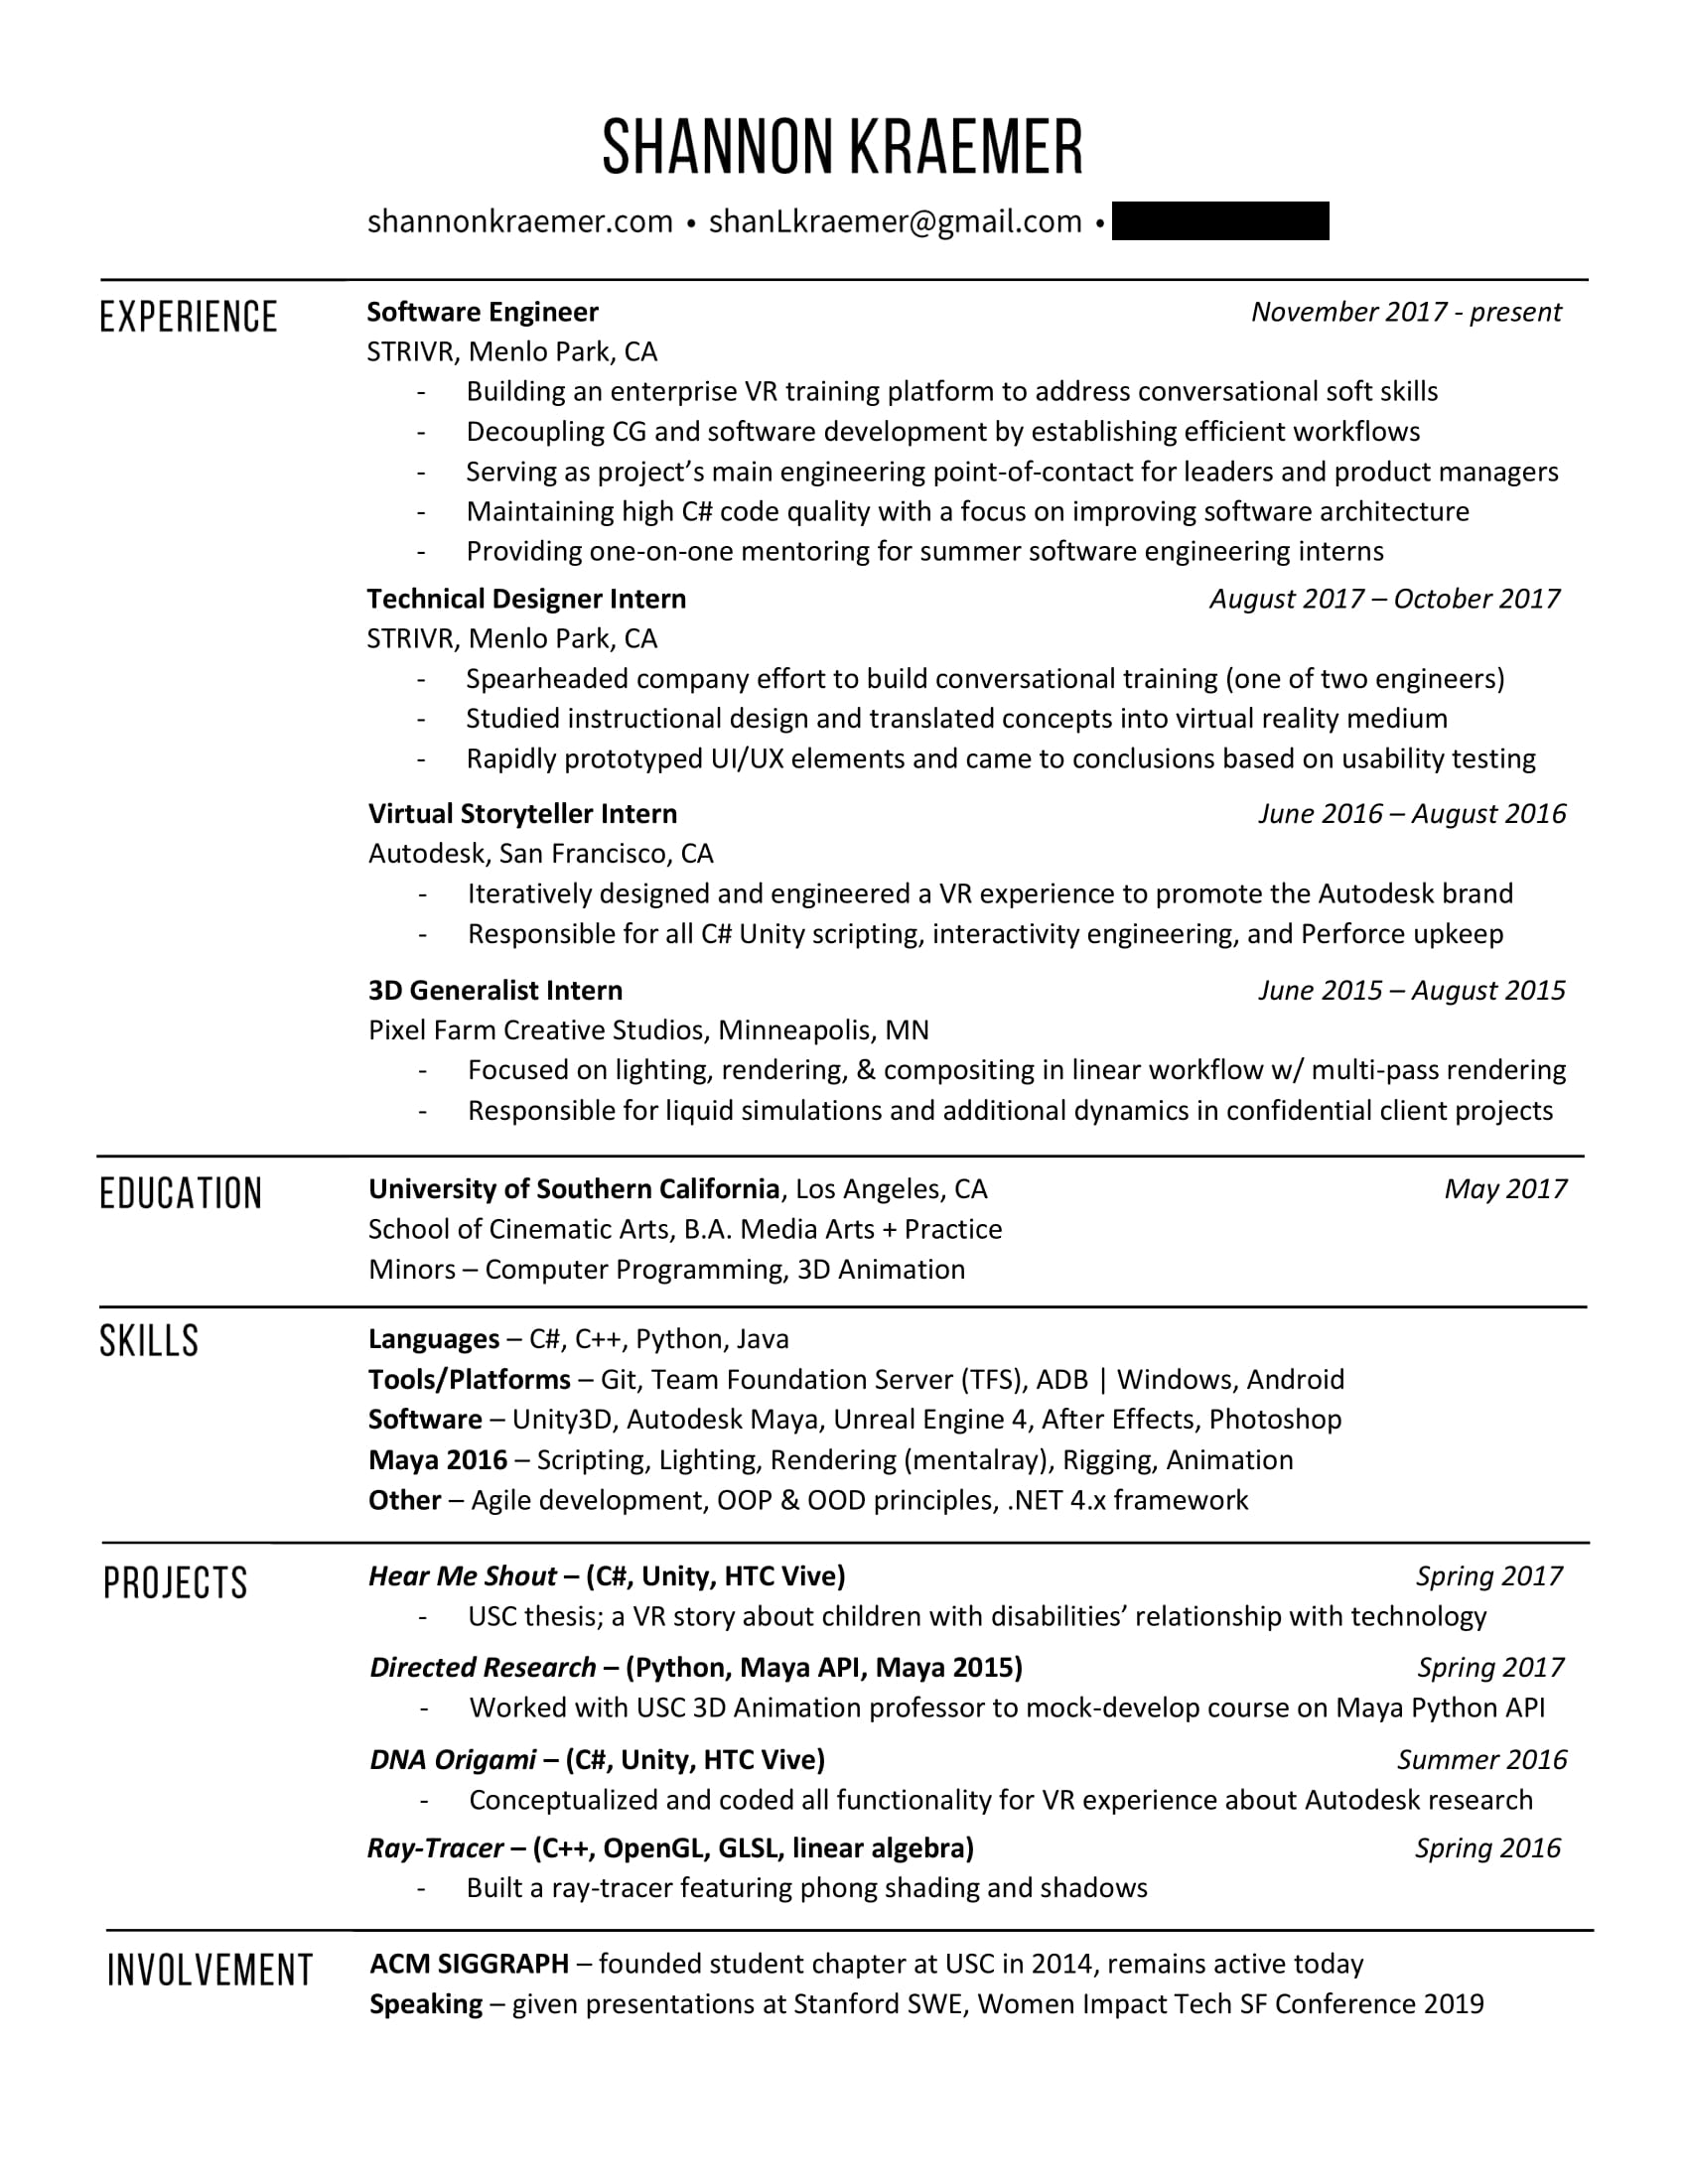 SHANNON KRAEMER
shannonkraemer.com • shanLkraemer@gmail.com •
EXPERIENCE
Software Engineer November 2017 - present
STRIVR, Menlo Park, CA
- Building an enterprise VR training platform to address conversational soft skills
- Decoupling CG and software development by establishing efficient workflows
- Serving as project’s main engineering point-of-contact for leaders and product managers
- Maintaining high C# code quality with a focus on improving software architecture
- Providing one-on-one mentoring for summer software engineering interns
Technical Designer Intern August 2017 – October 2017
STRIVR, Menlo Park, CA
- Spearheaded company effort to build conversational training (one of two engineers)
- Studied instructional design and translated concepts into virtual reality medium
- Rapidly prototyped UI/UX elements and came to conclusions based on usability testing
Virtual Storyteller Intern June 2016 – August 2016
Autodesk, San Francisco, CA
- Iteratively designed and engineered a VR experience to promote the Autodesk brand
- Responsible for all C# Unity scripting, interactivity engineering, and Perforce upkeep
3D Generalist Intern June 2015 – August 2015
Pixel Farm Creative Studios, Minneapolis, MN
- Focused on lighting, rendering, & compositing in linear workflow w/ multi-pass rendering
- Responsible for liquid simulations and additional dynamics in confidential client projects
EDUCATION
University of Southern California, Los Angeles, CA May 2017
School of Cinematic Arts, B.A. Media Arts + Practice
Minors – Computer Programming, 3D Animation
SKILLS
Languages – C#, C++, Python, Java
Tools/Platforms – Git, Team Foundation Server (TFS), ADB | Windows, Android
Software – Unity3D, Autodesk Maya, Unreal Engine 4, After Effects, Photoshop
Maya 2016 – Scripting, Lighting, Rendering (mentalray), Rigging, Animation
Other – Agile development, OOP & OOD principles, .NET 4.x framework
PROJECTS
Hear Me Shout – (C#, Unity, HTC Vive) Spring 2017
- USC thesis; a VR story about children with disabilities’ relationship with technology
Directed Research – (Python, Maya API, Maya 2015) Spring 2017
- Worked with USC 3D Animation professor to mock-develop course on Maya Python API
DNA Origami – (C#, Unity, HTC Vive) Summer 2016
- Conceptualized and coded all functionality for VR experience about Autodesk research
Ray-Tracer – (C++, OpenGL, GLSL, linear algebra) Spring 2016
- Built a ray-tracer featuring phong shading and shadows
INVOLVEMENT
ACM SIGGRAPH – founded student chapter at USC in 2014, remains active today
Speaking – given presentations at Stanford SWE, Women Impact Tech SF Conference 2019